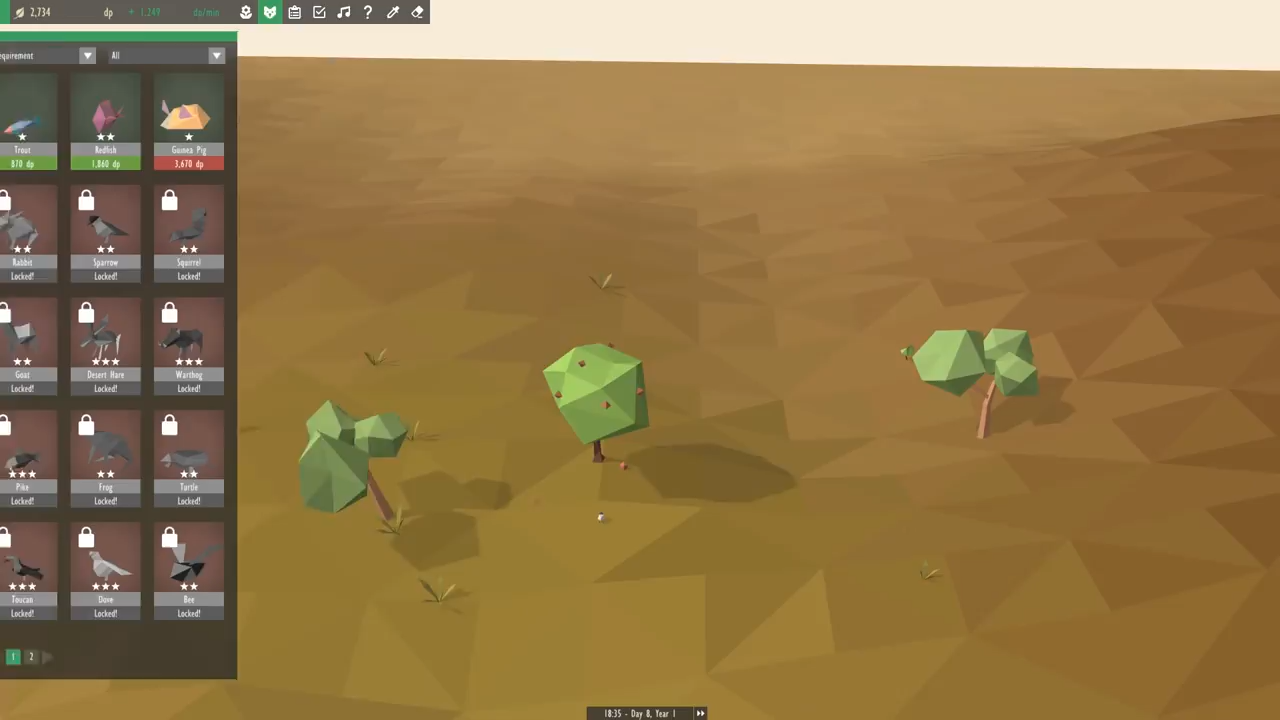 2,734 dp + 1,249 dp/min
equirement All
Trout Redfish Guinea Pig
870 dp 1,860 dp 3,670 dp
Rabbit Sparrow Squirrel
Locked! Locked! Locked!
Goat Desert Hare Warthog
Locked! Locked! Locked!
Pike Frog Turtle
Locked! Locked! Locked!
Toucan Dove Bee
Locked! Locked! Locked!
1 2
18:35 - Day 8, Year 1